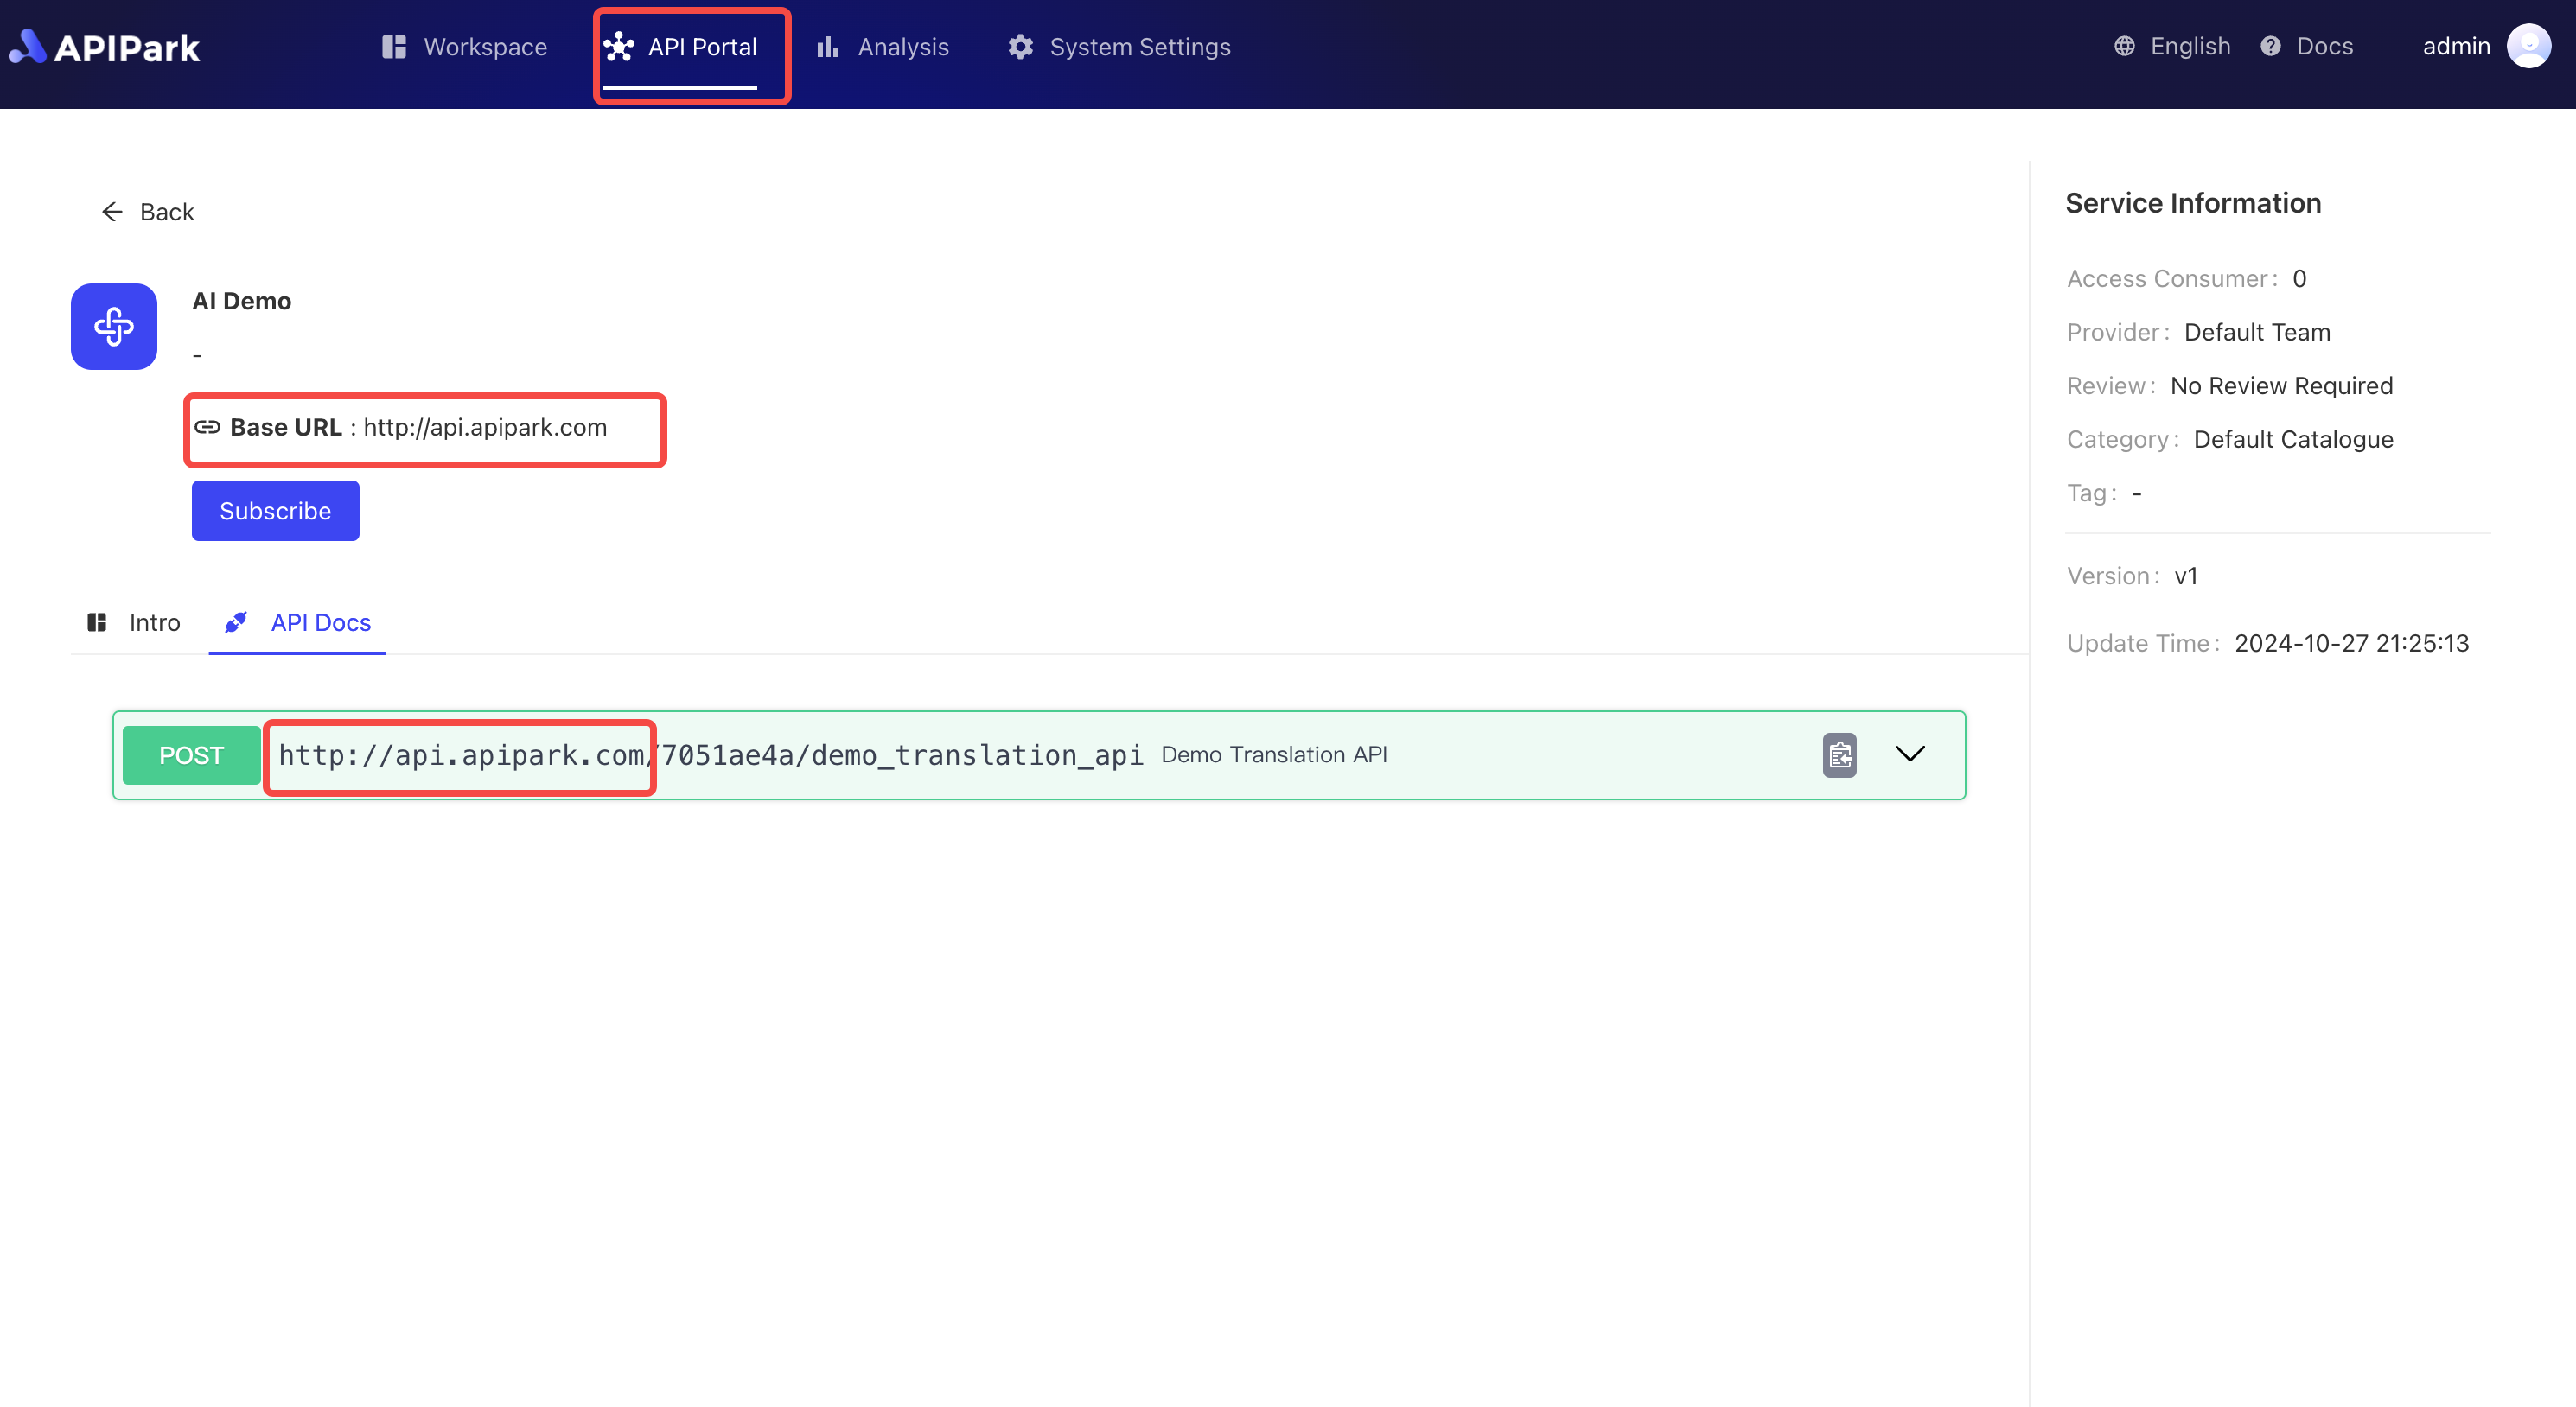 APIPark
Workspace
API Portal
Analysis
System Settings
English
Docs
admin
Back
AI Demo
-
Base URL : http://api.apipark.com
Subscribe
Intro
API Docs
POST http://api.apipark.com/7051ae4a/demo_translation_api Demo Translation API
Service Information
Access Consumer: 0
Provider: Default Team
Review: No Review Required
Category: Default Catalogue
Tag: -
Version: v1
Update Time: 2024-10-27 21:25:13